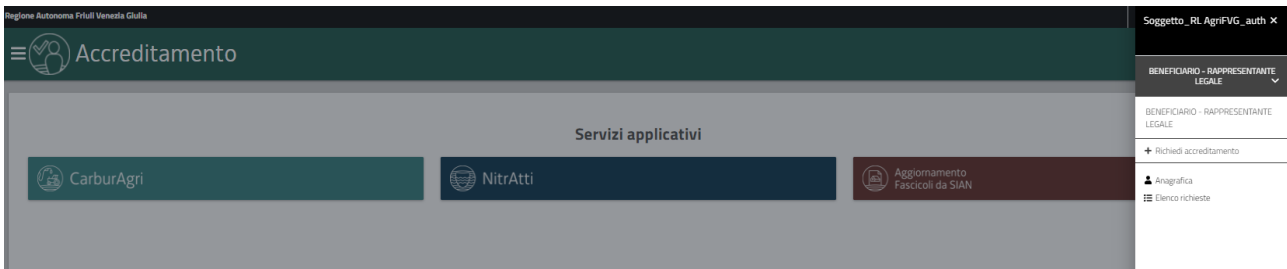 Regione Autonoma Friuli Venezia Giulia
Accreditamento
Servizi applicativi
CarburAgri
NitrAtti
Aggiornamento
Fascicoli da SIAN
Soggetto_RL AgriFVG_auth ×
BENEFICIARIO - RAPPRESENTANTE
LEGALE
BENEFICIARIO - RAPPRESENTANTE
LEGALE
+ Richiedi accreditamento
Anagrafica
Elenco richieste